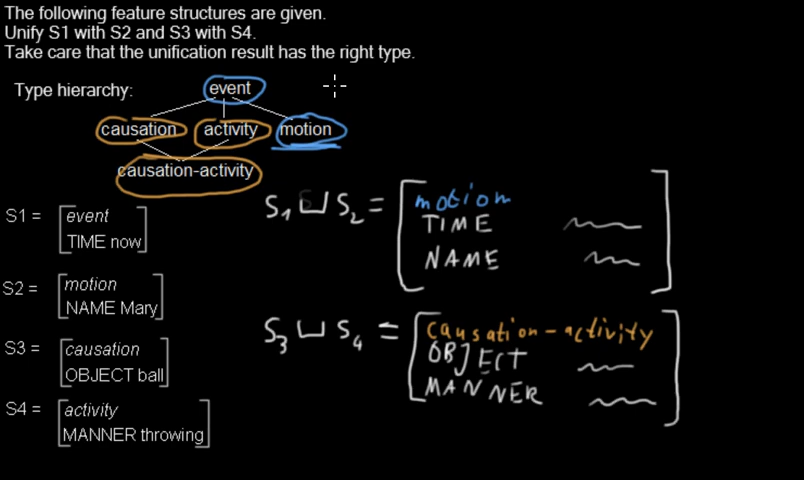 The following feature structures are given.
Unify S1 with S2 and S3 with S4.
Take care that the unification result has the right type.
Type hierarchy:
event
causation activity motion
causation-activity
S1 =
event
TIME now
S2 =
motion
NAME Mary
S3 =
causation
OBJECT ball
S4 =
activity
MANNER throwing
S₁ ⊔ S₂ =
motion
TIME
NAME
S₃ ⊔ S₄ =
causation-activity
OBJECT
MANNER